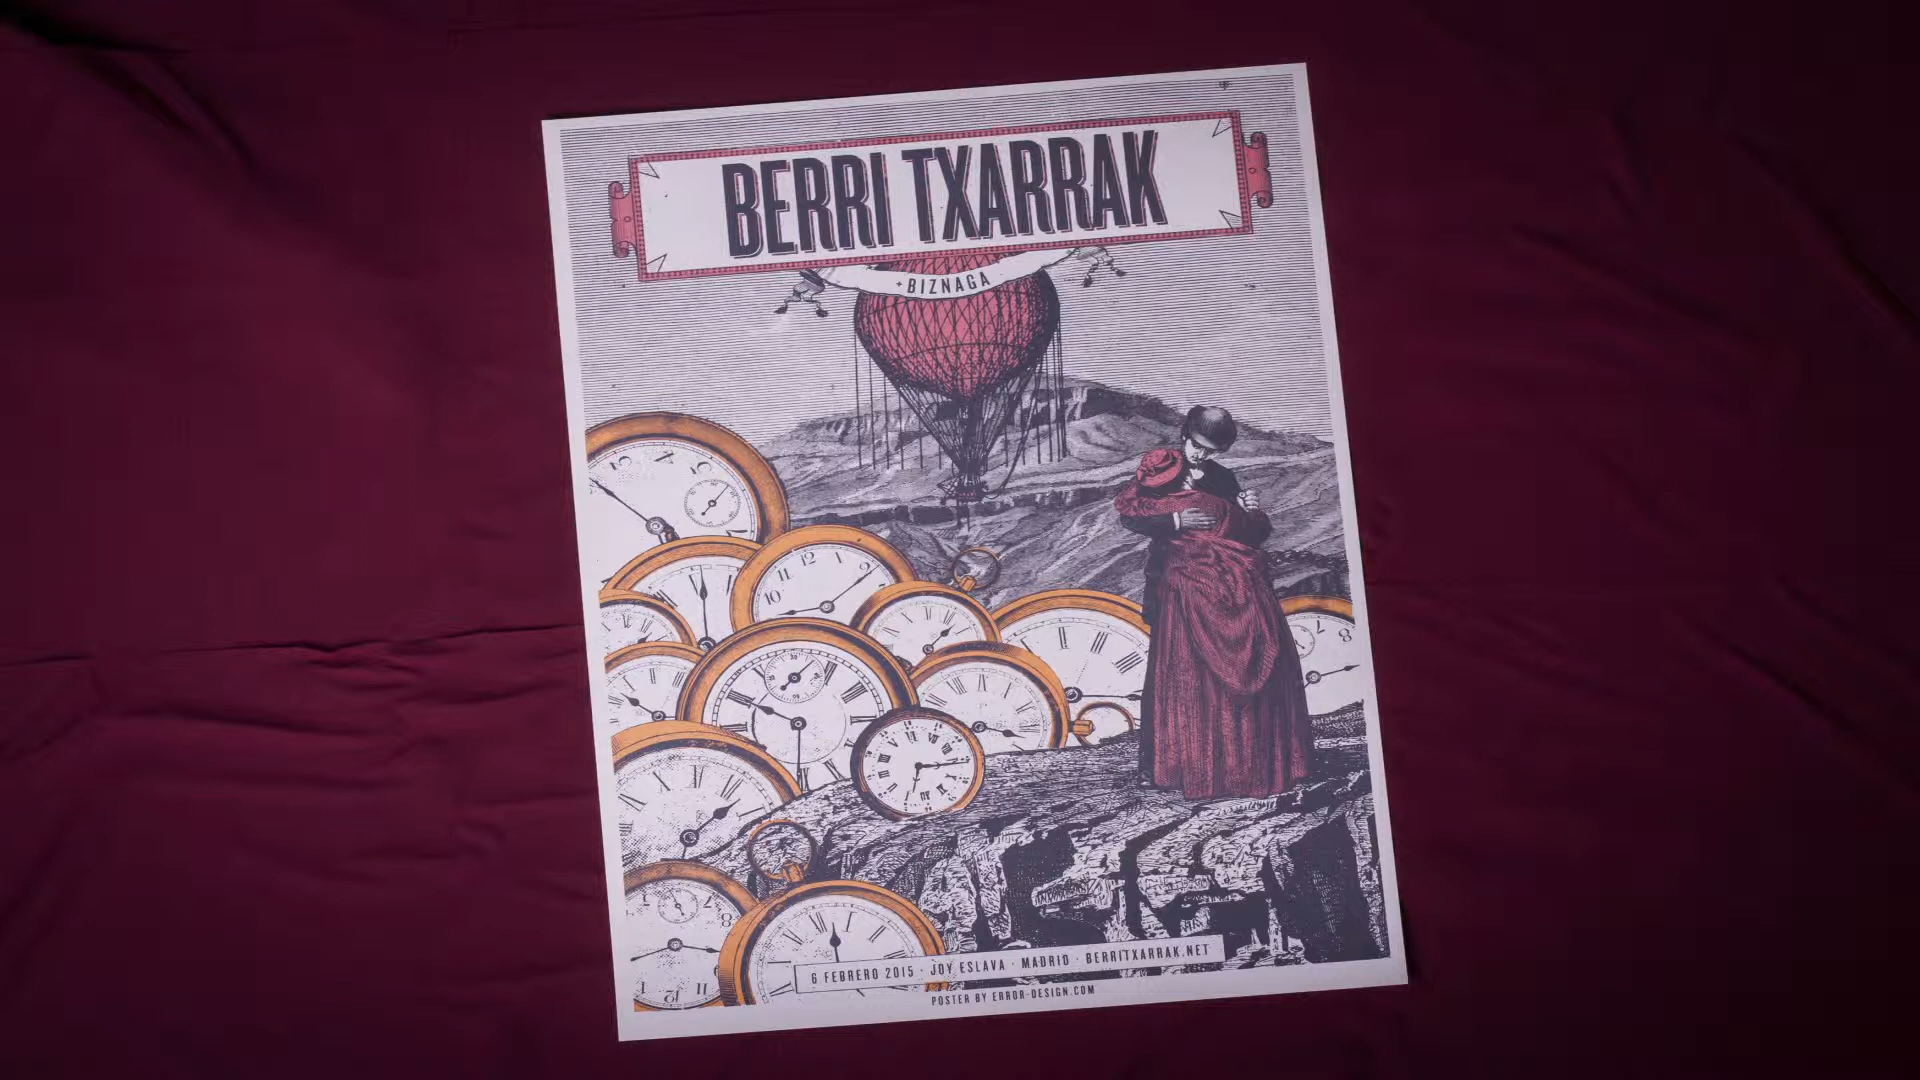 BERRI TXARRAK
+BIZNAGA
6 FEBRERO 2015 · JOY ESLAVA · MADRID · BERRITXARRAK.NET
POSTER BY ERROR-DESIGN.COM